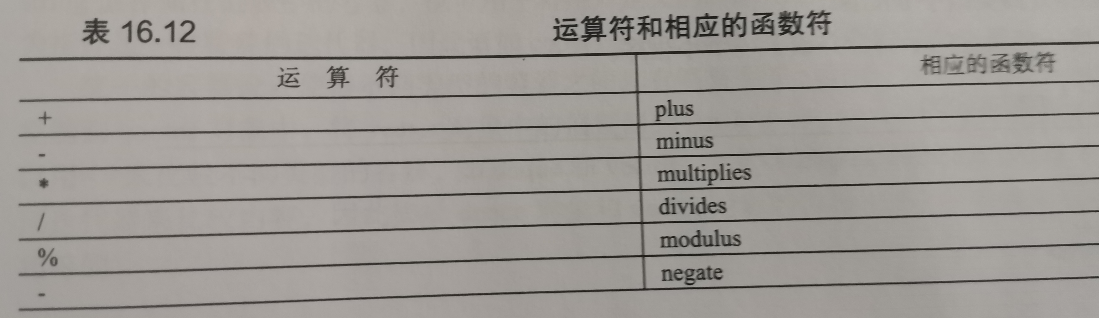 表 16.12 运算符和相应的函数符
运 算 符 相应的函数符
+ plus
- minus
* multiplies
/ divides
% modulus
- negate